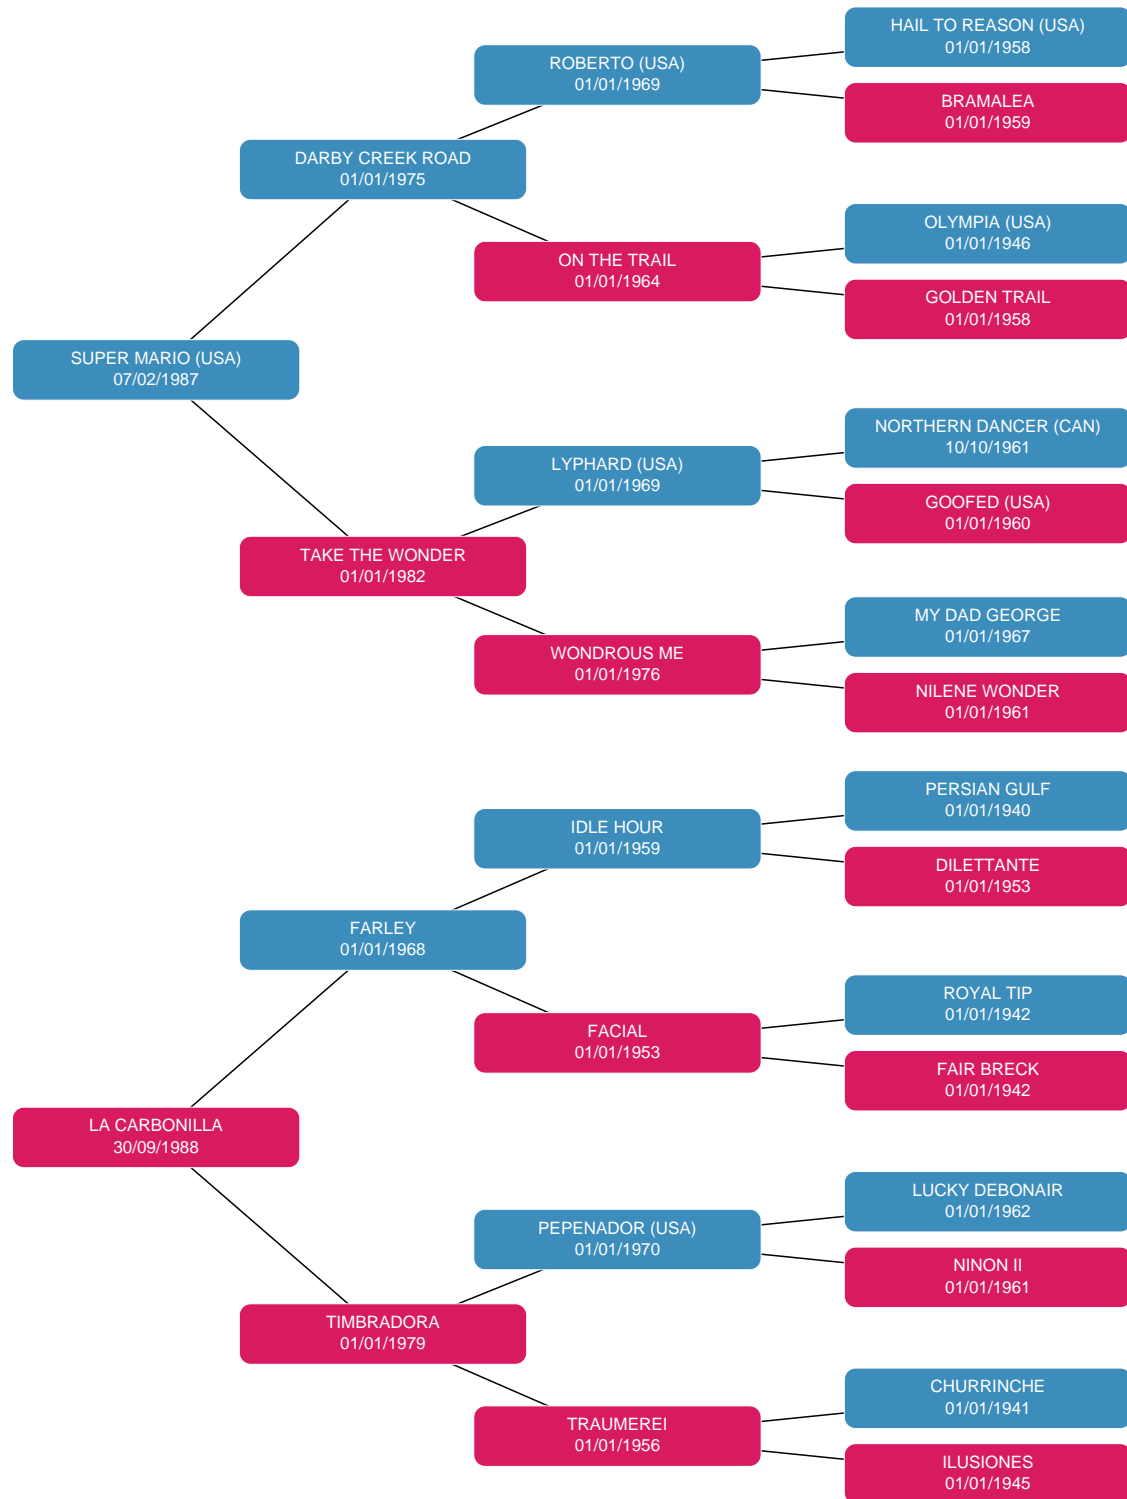 HAIL TO REASON (USA)
01/01/1958
ROBERTO (USA)
01/01/1969
BRAMALEA
01/01/1959
DARBY CREEK ROAD
01/01/1975
OLYMPIA (USA)
01/01/1946
ON THE TRAIL
01/01/1964
GOLDEN TRAIL
01/01/1958
SUPER MARIO (USA)
07/02/1987
NORTHERN DANCER (CAN)
10/10/1961
LYPHARD (USA)
01/01/1969
GOOFED (USA)
01/01/1960
TAKE THE WONDER
01/01/1982
MY DAD GEORGE
01/01/1967
WONDROUS ME
01/01/1976
NILENE WONDER
01/01/1961
PERSIAN GULF
01/01/1940
IDLE HOUR
01/01/1959
DILETTANTE
01/01/1953
FARLEY
01/01/1968
ROYAL TIP
01/01/1942
FACIAL
01/01/1953
FAIR BRECK
01/01/1942
LA CARBONILLA
30/09/1988
LUCKY DEBONAIR
01/01/1962
PEPENADOR (USA)
01/01/1970
NINON II
01/01/1961
TIMBRADORA
01/01/1979
CHURRINCHE
01/01/1941
TRAUMEREI
01/01/1956
ILUSIONES
01/01/1945